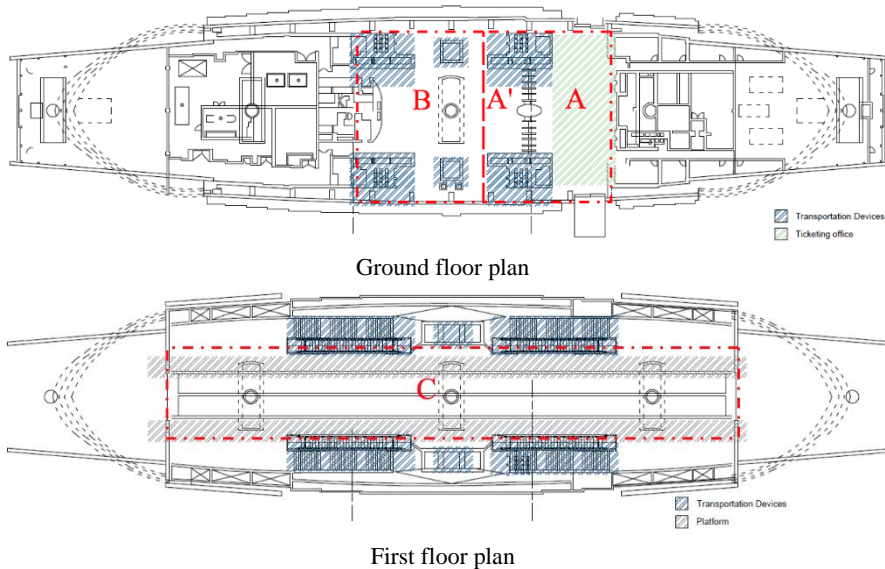 B
A'
A
Transportation Devices
Ticketing office
Ground floor plan
C
Transportation Devices
Platform
First floor plan